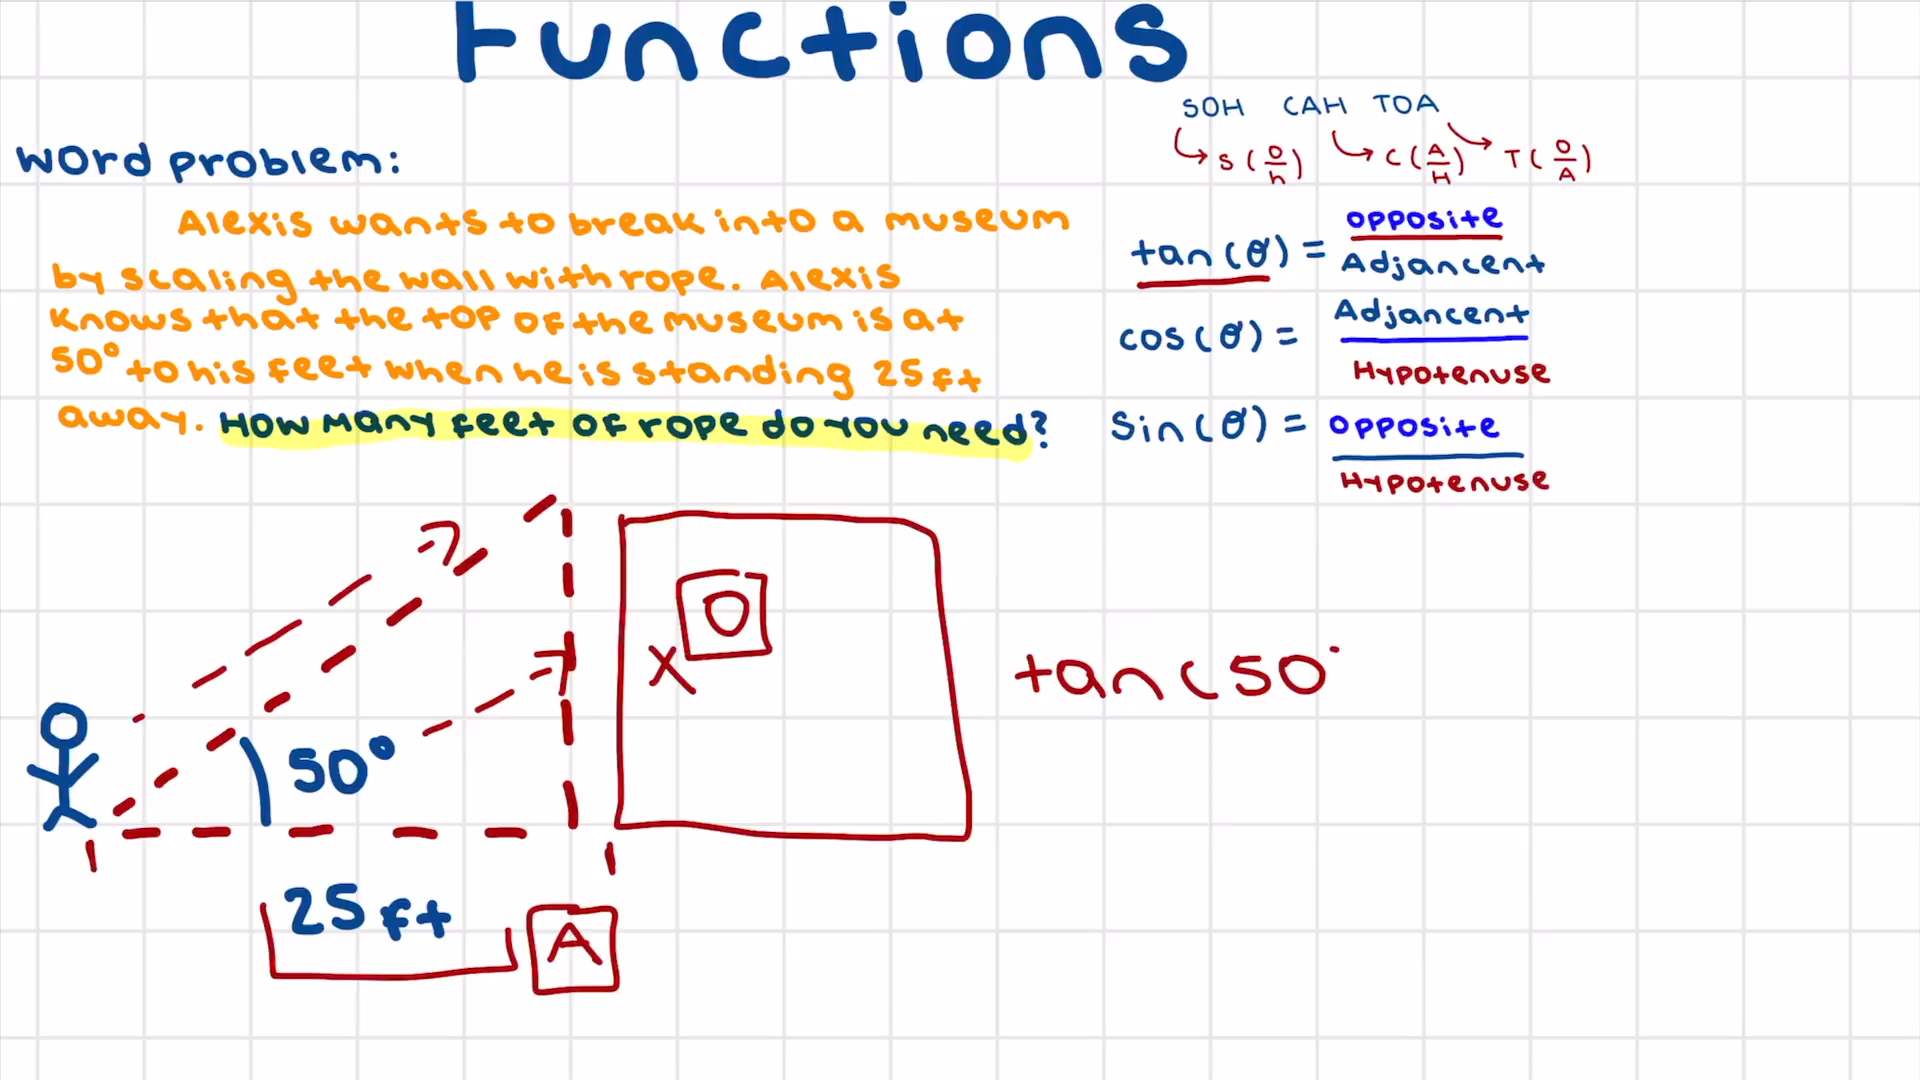 Functions
SOH CAH TOA
S(O/h) C(A/H) T(O/A)
word problem:
Alexis wants to break into a museum
by scaling the wall with rope. Alexis
knows that the top of the museum is at
50° to his feet when he is standing 25ft
away. How many feet of rope do you need?
tan(θ) = opposite
Adjancent
cos(θ) = Adjancent
Hypotenuse
Sin(θ) = opposite
Hypotenuse
O
X
50°
25 ft
A
tan(50°